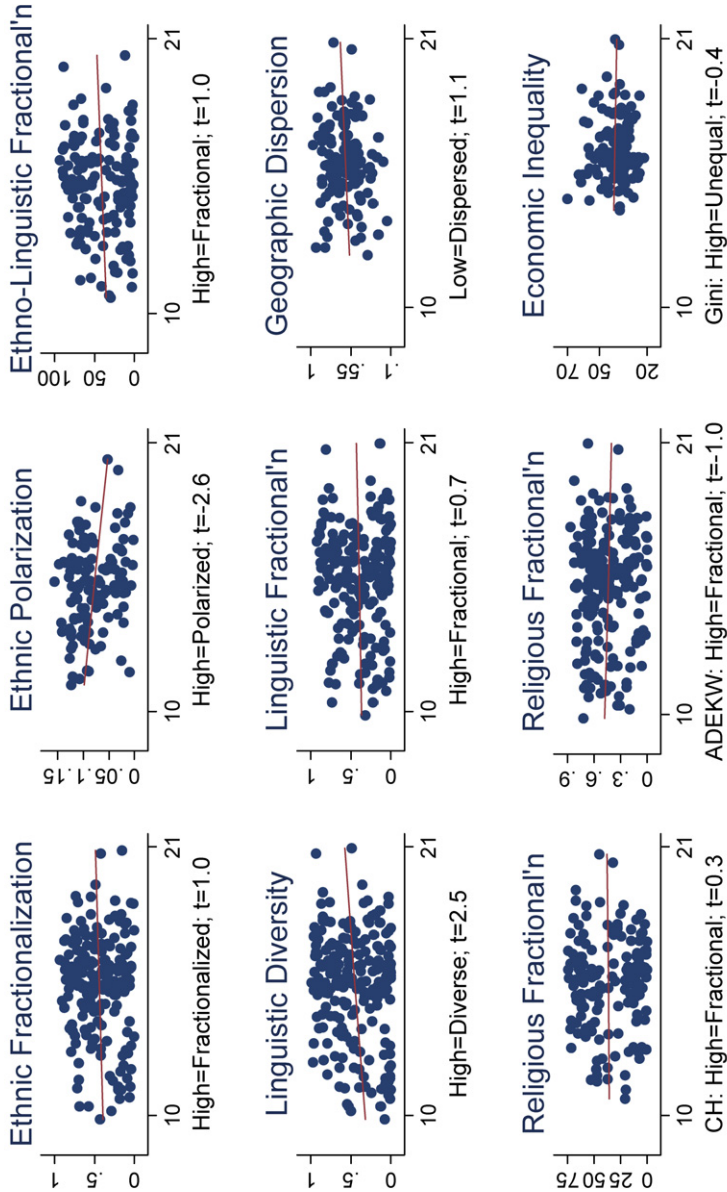 Ethnic Fractionalization
1
.5
0
10
21
High=Fractionalized; t=1.0
Ethnic Polarization
.15
.1
.05
0
10
21
High=Polarized; t=-2.6
Ethno-Linguistic Fractional'n
100
50
0
10
21
High=Fractional; t=1.0
Linguistic Diversity
1
.5
0
10
21
High=Diverse; t=2.5
Linguistic Fractional'n
1
.5
0
10
21
High=Fractional; t=0.7
Geographic Dispersion
1
.55
.1
10
21
Low=Dispersed; t=1.1
Religious Fractional'n
75
50
25
0
10
21
CH: High=Fractional; t=0.3
Religious Fractional'n
.9
.6
.3
0
10
21
ADEKW: High=Fractional; t=-1.0
Economic Inequality
70
50
20
10
21
Gini: High=Unequal; t=-0.4